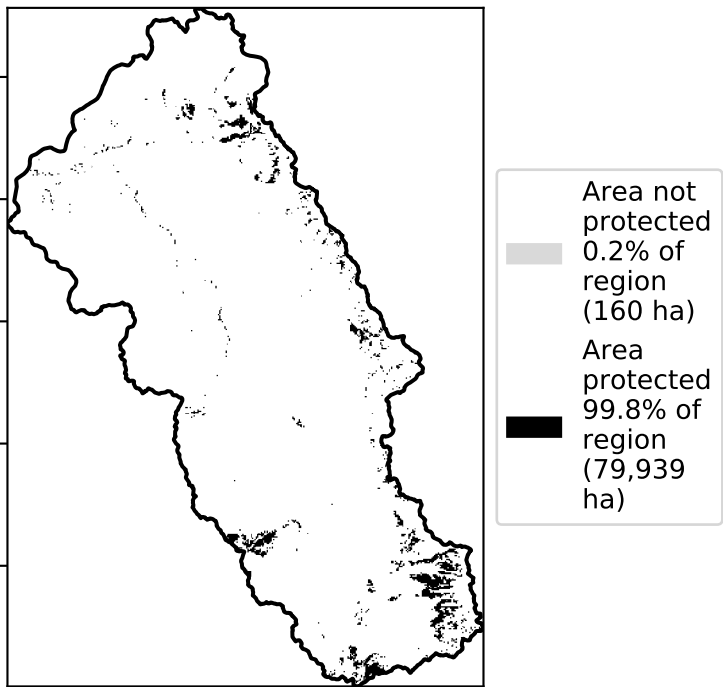 Area not
protected
0.2% of
region
(160 ha)
Area
protected
99.8% of
region
(79,939
ha)